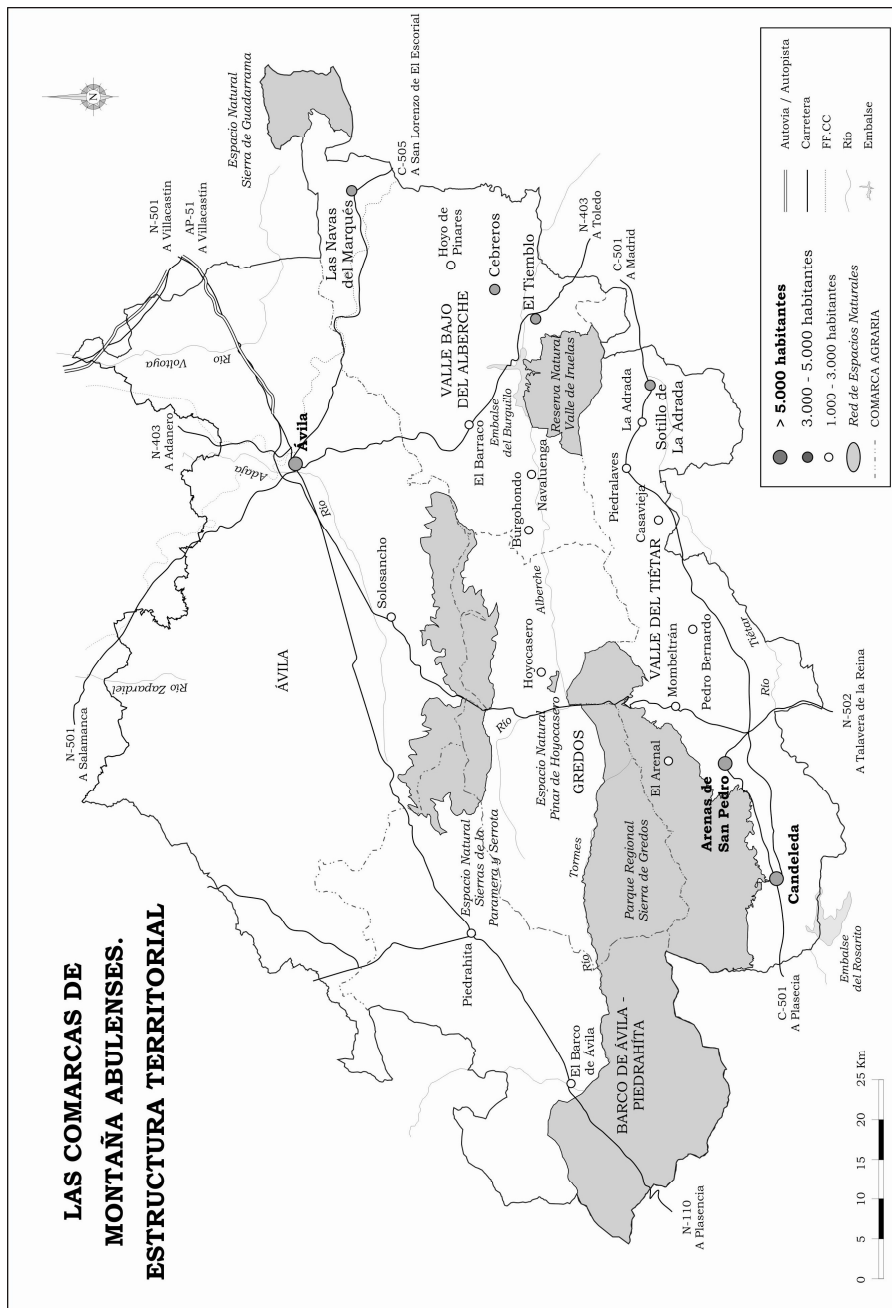 LAS COMARCAS DE
MONTAÑA ABULENSES.
ESTRUCTURA TERRITORIAL
N
N-501
A Salamanca
Río Zapardiel
ÁVILA
N-403
A Adanero
Adaja
Río
Voltoya
Río
N-501
A Villacastín
AP-51
A Villacastín
Espacio Natural
Sierra de Guadarrama
Ávila
Río
Las Navas
del Marqués
C-505
A San Lorenzo de El Escorial
Solosancho
Hoyo de
Pinares
Cebreros
VALLE BAJO
DEL ALBERCHE
El Barraco
Embalse
del Burguillo
El Tiemblo
N-403
A Toledo
Piedrahita
Espacio Natural
Sierras de la
Paramera y Serrota
Río
Espacio Natural
Pinar de Hoyocasero
Hoyocasero
Alberche
Burgohondo
Navaluenga
Reserva Natural
Valle de Iruelas
C-501
A Madrid
El Barco
de Ávila
Río
Tormes
GREDOS
BARCO DE ÁVILA -
PIEDRAHÍTA
Parque Regional
Sierra de Gredos
El Arenal
Mombeltrán
Pedro Bernardo
VALLE DEL TIÉTAR
Casavieja
Piedralaves
La Adrada
Sotillo de
La Adrada
N-110
A Plasencia
Arenas de
San Pedro
Candeleda
Río
Tiétar
C-501
A Plasecia
Embalse
del Rosarito
N-502
A Talavera de la Reina
0 5 10 15 20 25 Km
> 5.000 habitantes
3.000 - 5.000 habitantes
1.000 - 3.000 habitantes
Red de Espacios Naturales
COMARCA AGRARIA
Autovía / Autopista
Carretera
FF.CC
Río
Embalse